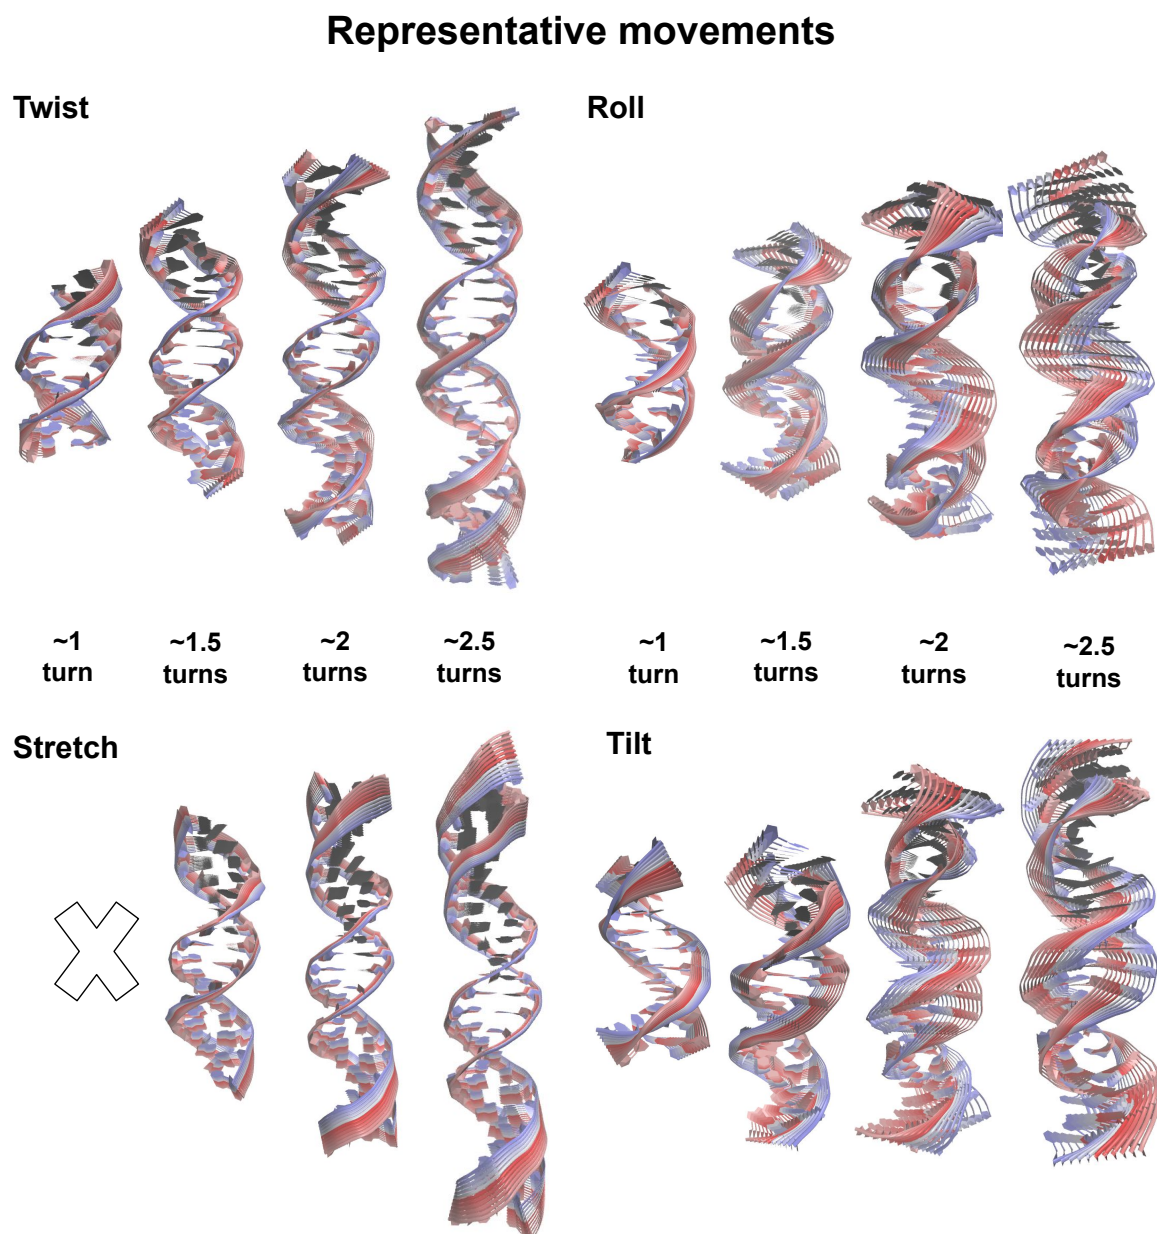 Representative movements
Twist
Roll
~1
turn
~1.5
turns
~2
turns
~2.5
turns
~1
turn
~1.5
turns
~2
turns
~2.5
turns
Stretch
Tilt